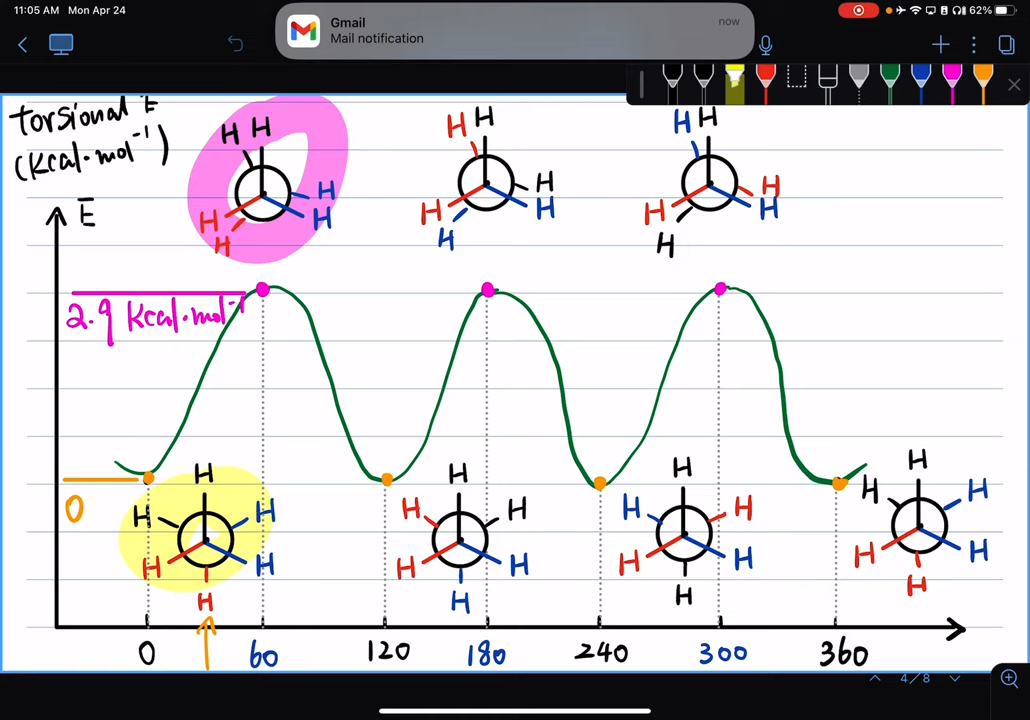 11:05 AM Mon Apr 24
62%
Gmail
now
Mail notification
torsional E
(Kcal·mol⁻¹)
E
H H
H H
H H
H H
H H
H H
H H
H H
H H
2.9 Kcal·mol⁻¹
0
H
H H
H H
H
H
H H
H H
H
H
H H
H H
H
H
H H
H H
H
0 60 120 180 240 300 360
4/8